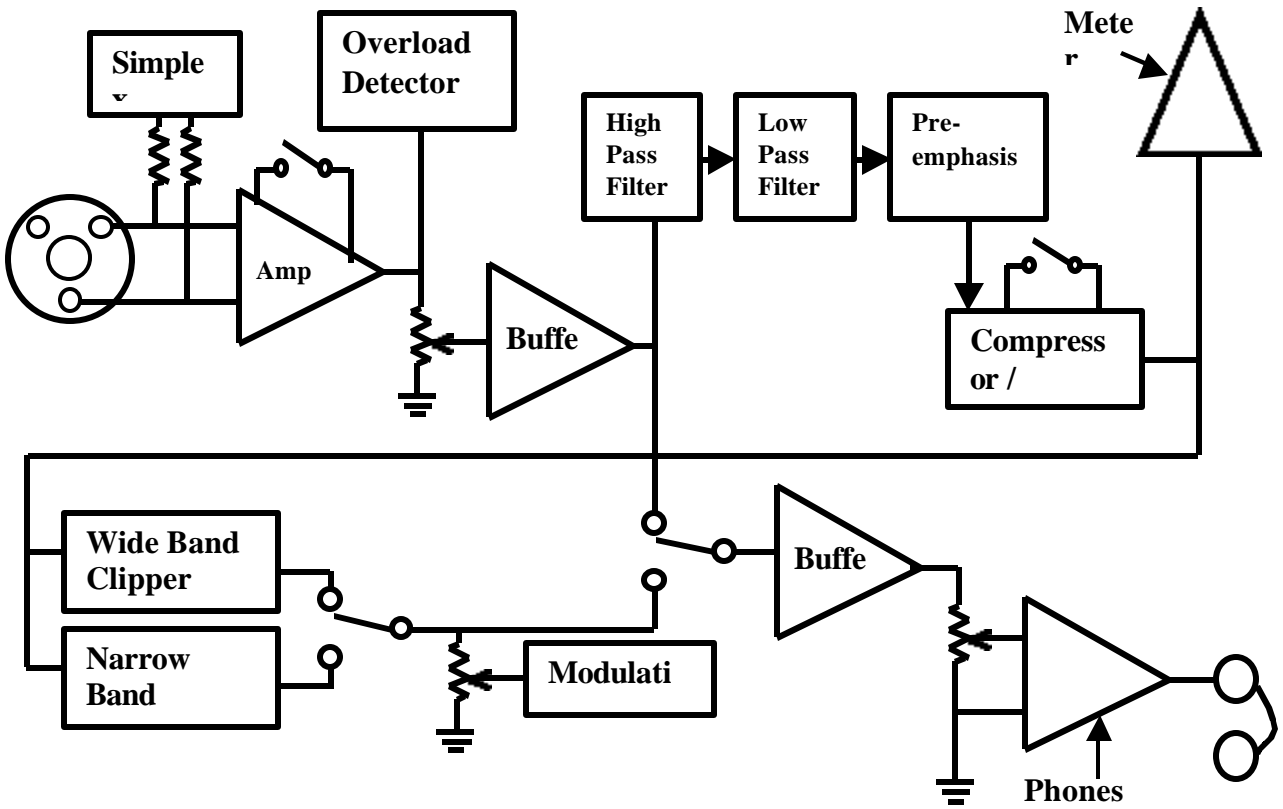 Simple
Overload
Detector
Mete
r
High
Pass
Filter
Low
Pass
Filter
Pre-
emphasis
Amp
Buffe
Compress
or /
Wide Band
Clipper
Buffe
Narrow
Band
Modulati
Phones